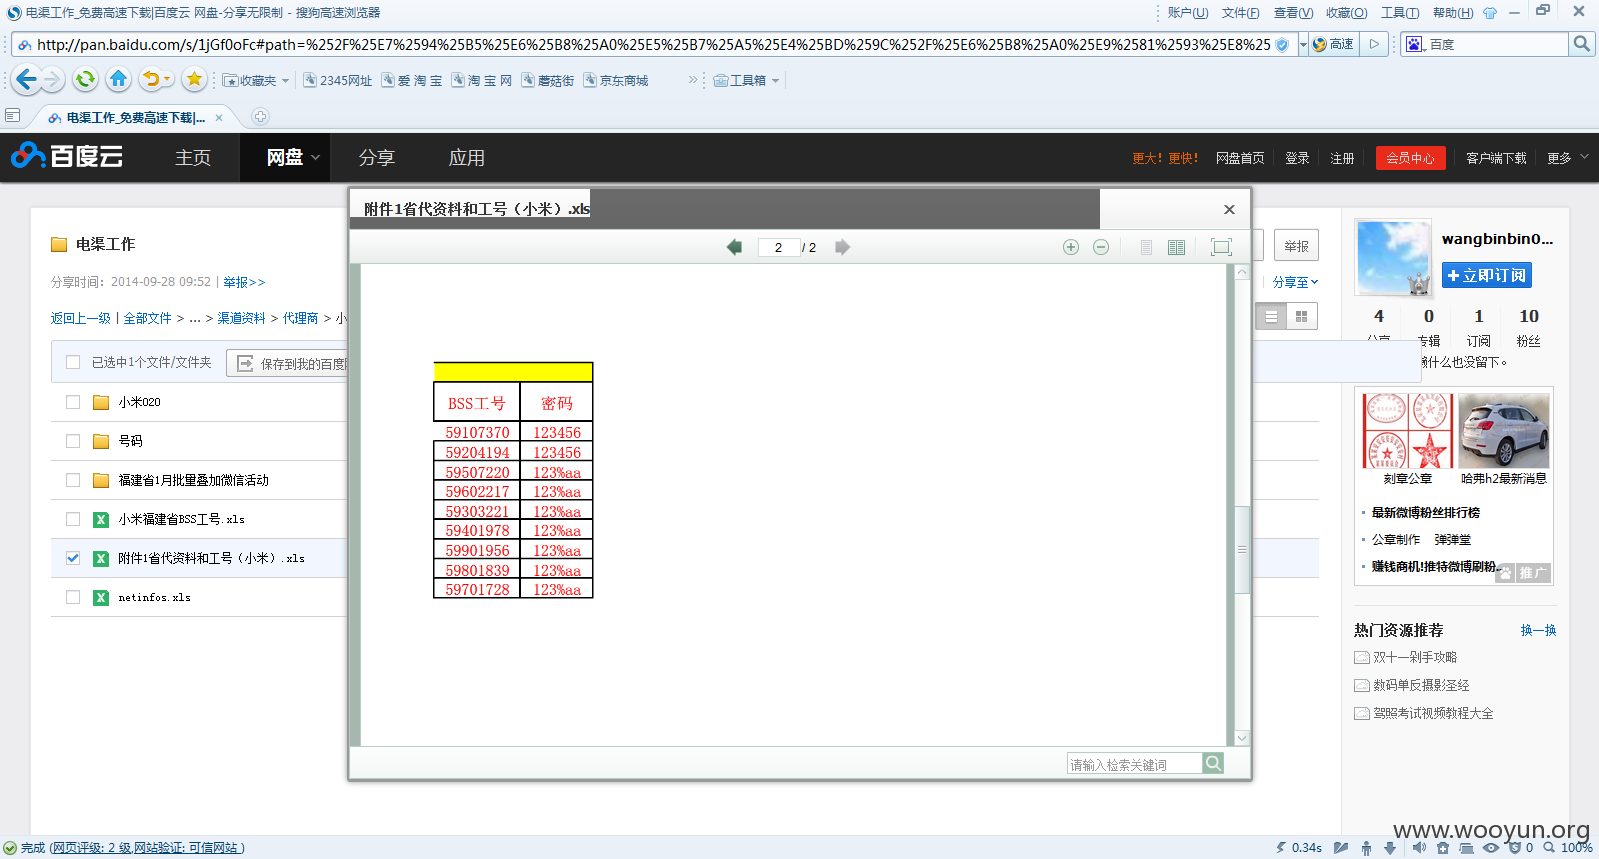 电渠工作_免费高速下载|百度云 网盘-分享无限制 - 搜狗高速浏览器
账户(U) 文件(F) 查看(V) 收藏(O) 工具(T) 帮助(H)
http://pan.baidu.com/s/1jGf0oFc#path=%252F%25E7%2594%25B5%25E6%25B8%25A0%25E5%25B7%25A5%25E4%25BD%259C%252F%25E6%25B8%25A0%25E9%2581%2593%25E8%25
高速
百度
收藏夹 2345网址 爱 淘 宝 淘 宝 网 蘑菇街 京东商城 » 工具箱
电渠工作_免费高速下载|...
百度云 主页 网盘 分享 应用
更大! 更快! 网盘首页 登录 注册 会员中心 客户端下载 更多
附件1省代资料和工号（小米）.xls
2 / 2
电渠工作
举报
分享时间：2014-09-28 09:52 | 举报>>
分享至
返回上一级 | 全部文件 > ... > 渠道资料 > 代理商 > 小
已选中1个文件/文件夹 保存到我的百度
小米020
号码
福建省1月批量叠加微信活动
小米福建省BSS工号.xls
附件1省代资料和工号（小米）.xls
netinfos.xls
BSS工号 密码
59107370 123456
59204194 123456
59507220 123%aa
59602217 123%aa
59303221 123%aa
59401978 123%aa
59901956 123%aa
59801839 123%aa
59701728 123%aa
请输入检索关键词
wangbinbin0...
+立即订阅
4 0 1 10
分享 专辑 订阅 粉丝
懒什么也没留下。
刻章公章 哈弗h2最新消息
最新微博粉丝排行榜
公章制作 弹弹堂
赚钱商机!推特微博刷粉..
推广
热门资源推荐 换一换
双十一剁手攻略
数码单反摄影圣经
驾照考试视频教程大全
www.wooyun.org
完成 (网页评级: 2 级,网站验证: 可信网站 )
0.34s 0 100%